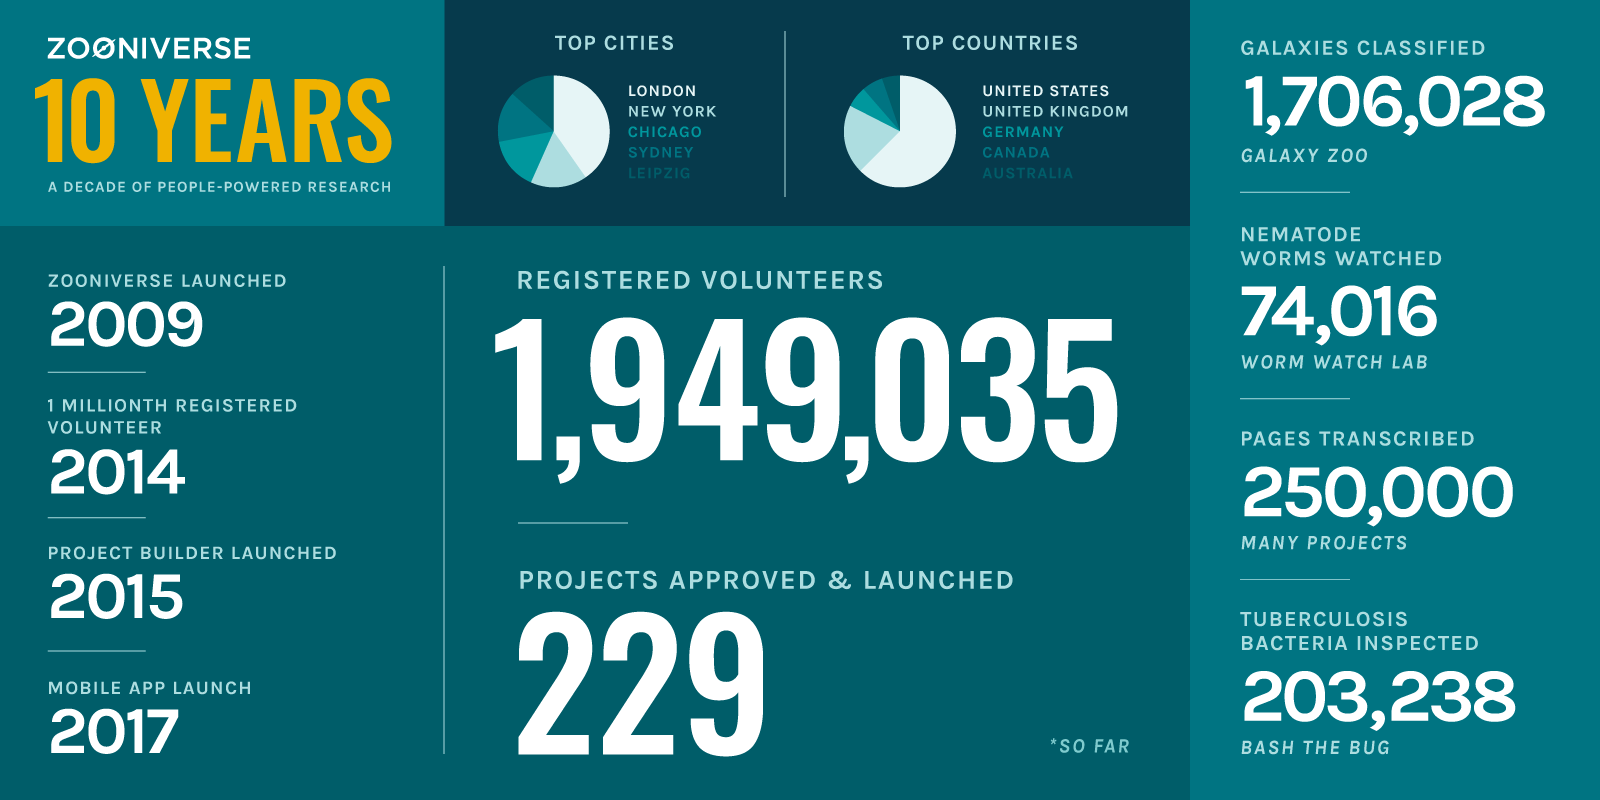 ZOONIVERSE
10 YEARS
A DECADE OF PEOPLE-POWERED RESEARCH
TOP CITIES
LONDON
NEW YORK
CHICAGO
SYDNEY
LEIPZIG
TOP COUNTRIES
UNITED STATES
UNITED KINGDOM
GERMANY
CANADA
AUSTRALIA
ZOONIVERSE LAUNCHED
2009
1 MILLIONTH REGISTERED
VOLUNTEER
2014
PROJECT BUILDER LAUNCHED
2015
MOBILE APP LAUNCH
2017
REGISTERED VOLUNTEERS
1,949,035
PROJECTS APPROVED & LAUNCHED
229
*SO FAR
GALAXIES CLASSIFIED
1,706,028
GALAXY ZOO
NEMATODE
WORMS WATCHED
74,016
WORM WATCH LAB
PAGES TRANSCRIBED
250,000
MANY PROJECTS
TUBERCULOSIS
BACTERIA INSPECTED
203,238
BASH THE BUG